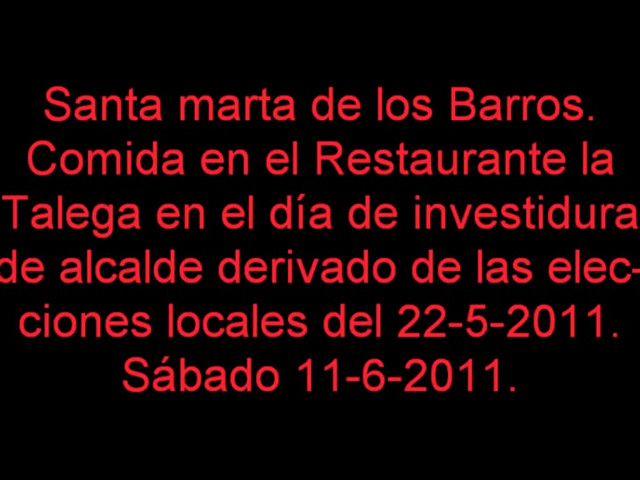 Santa marta de los Barros.
Comida en el Restaurante la
Talega en el día de investidura
de alcalde derivado de las elec-
ciones locales del 22-5-2011.
Sábado 11-6-2011.